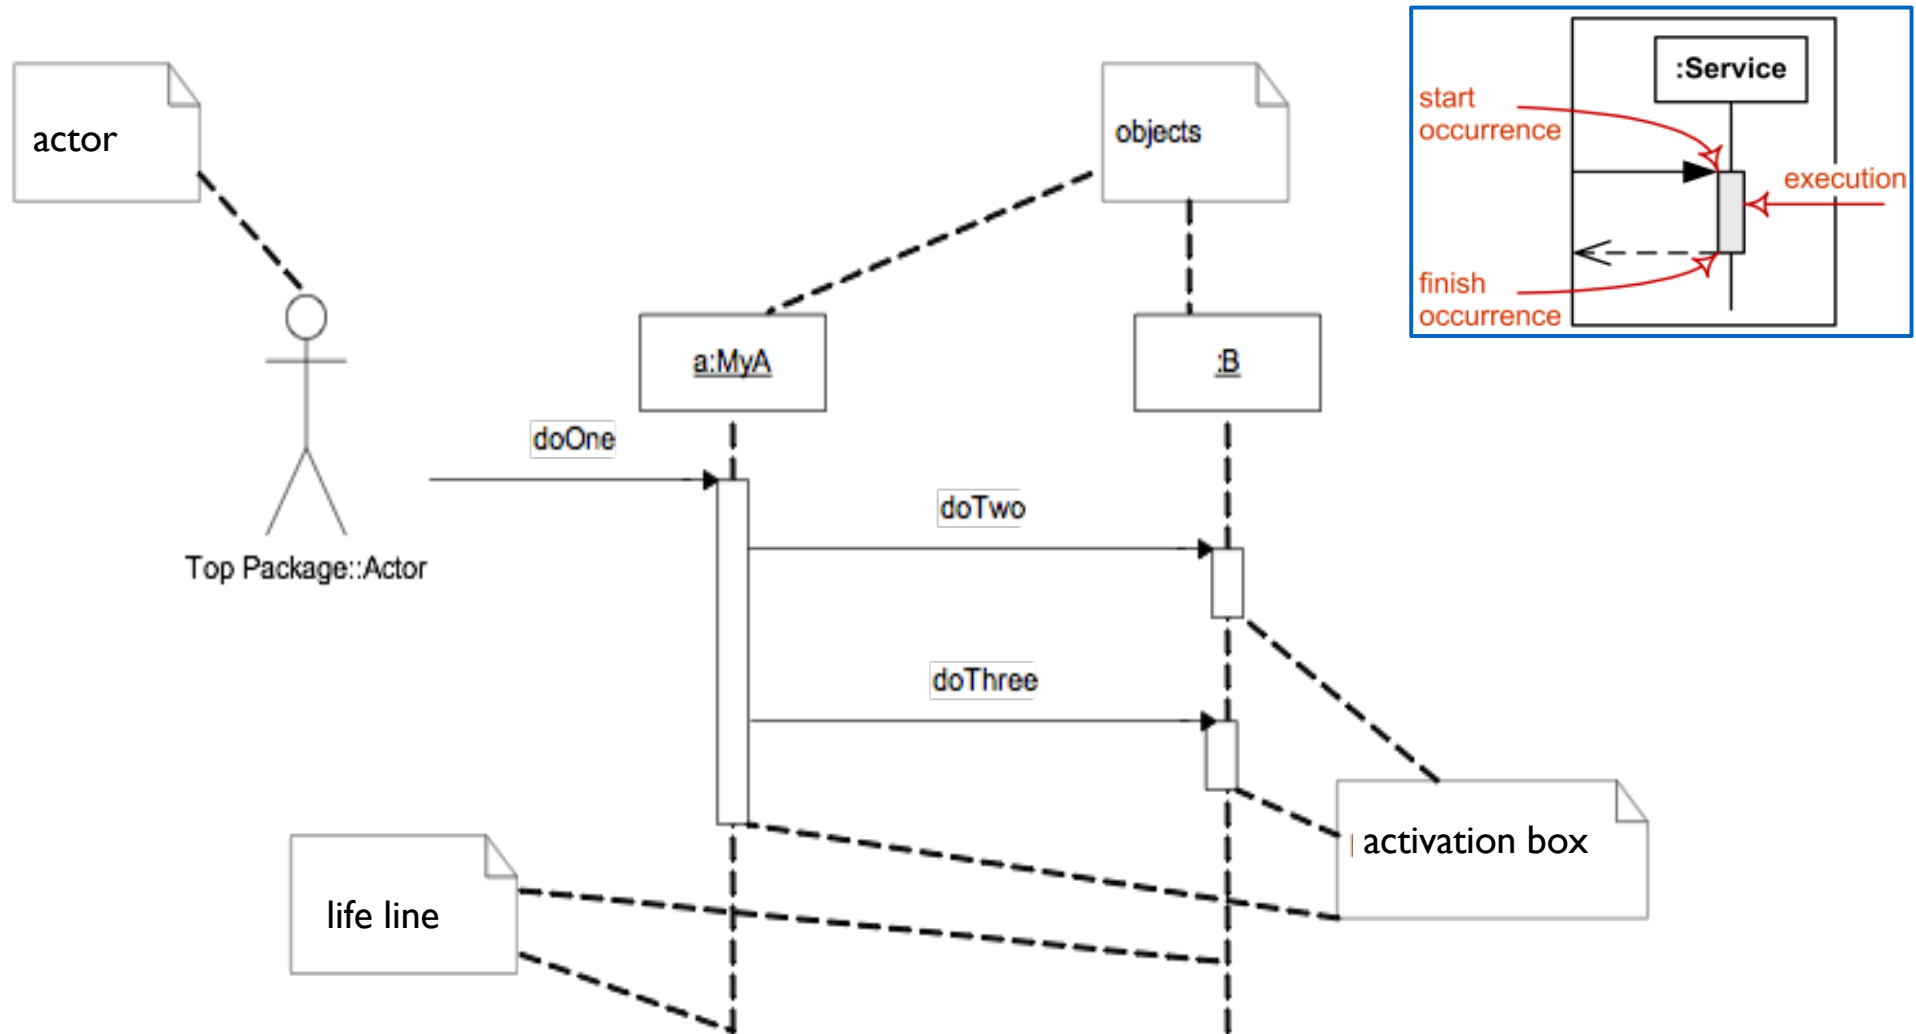 actor
objects
:Service
start
occurrence
execution
finish
occurrence
a:MyA
:B
doOne
doTwo
Top Package::Actor
doThree
activation box
life line